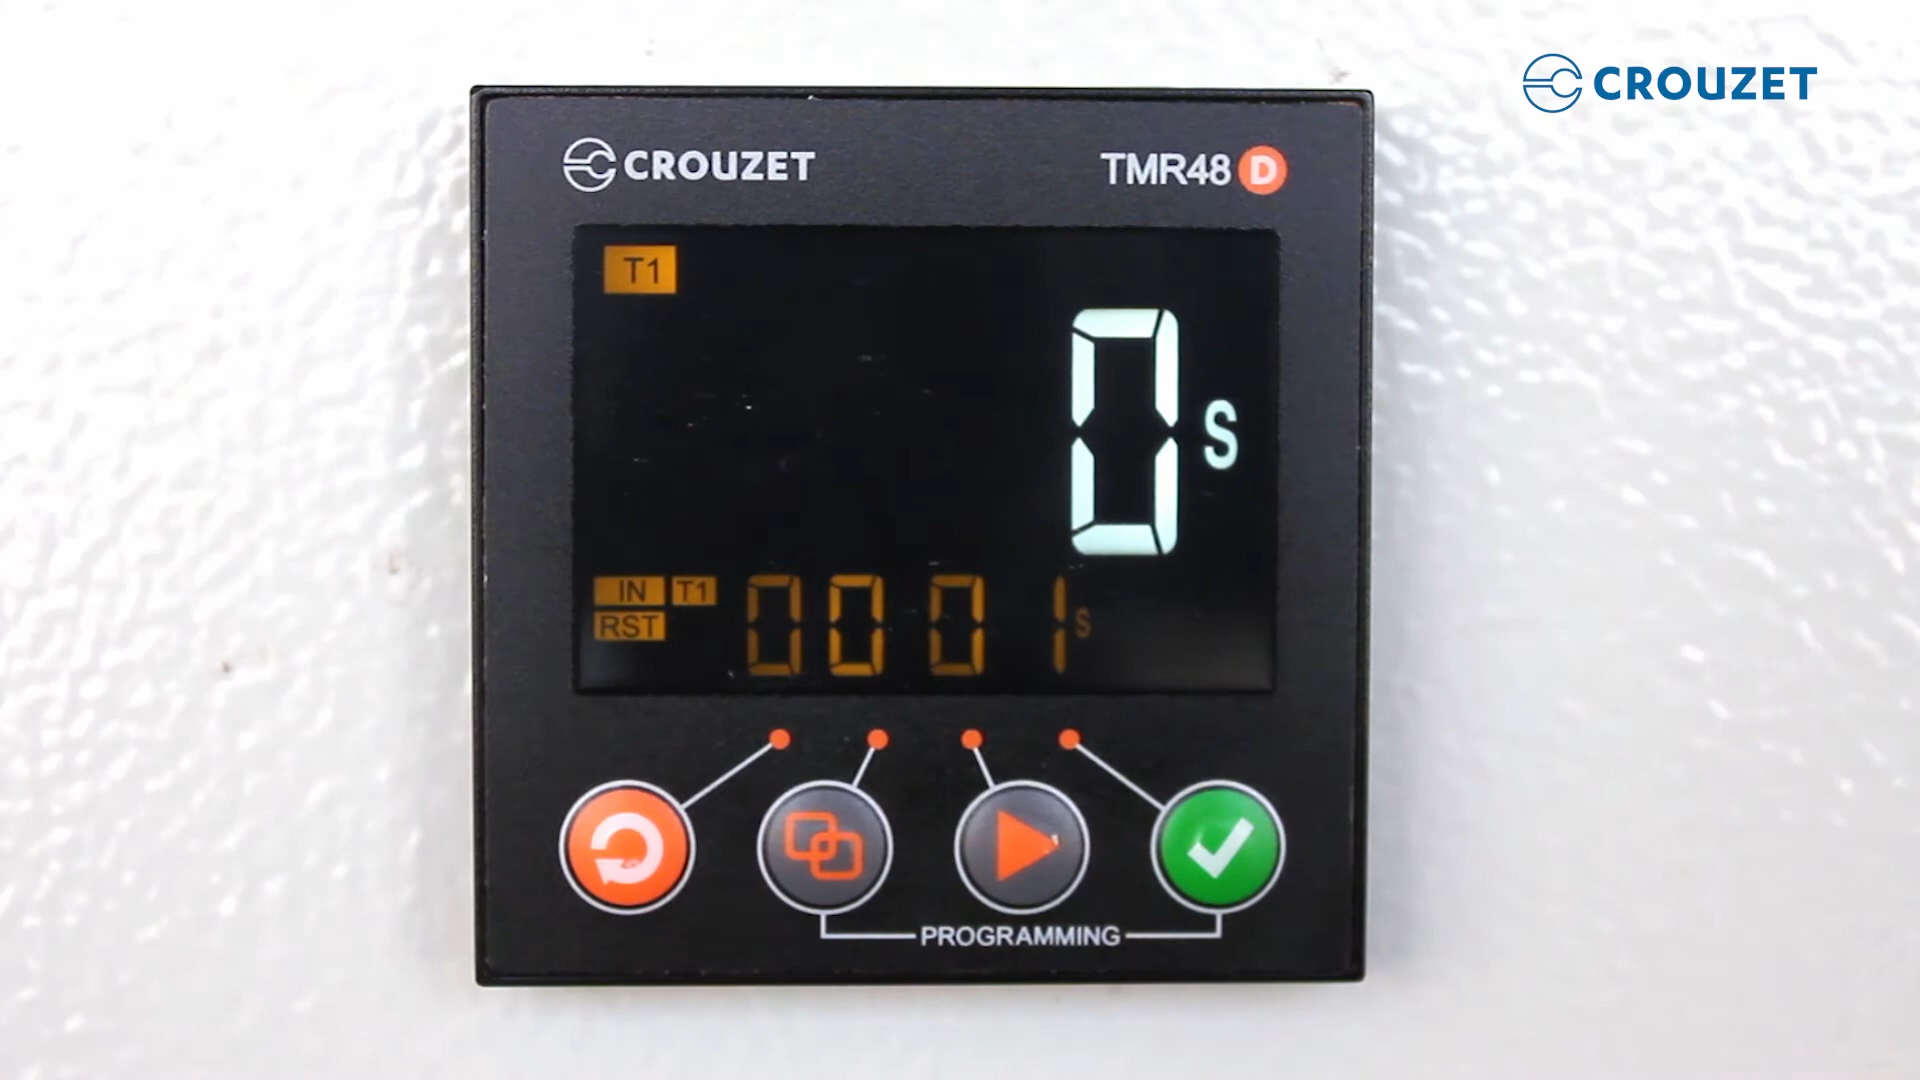 CROUZET
CROUZET TMR48 D
T1
0 s
IN T1 0001 s
RST
PROGRAMMING